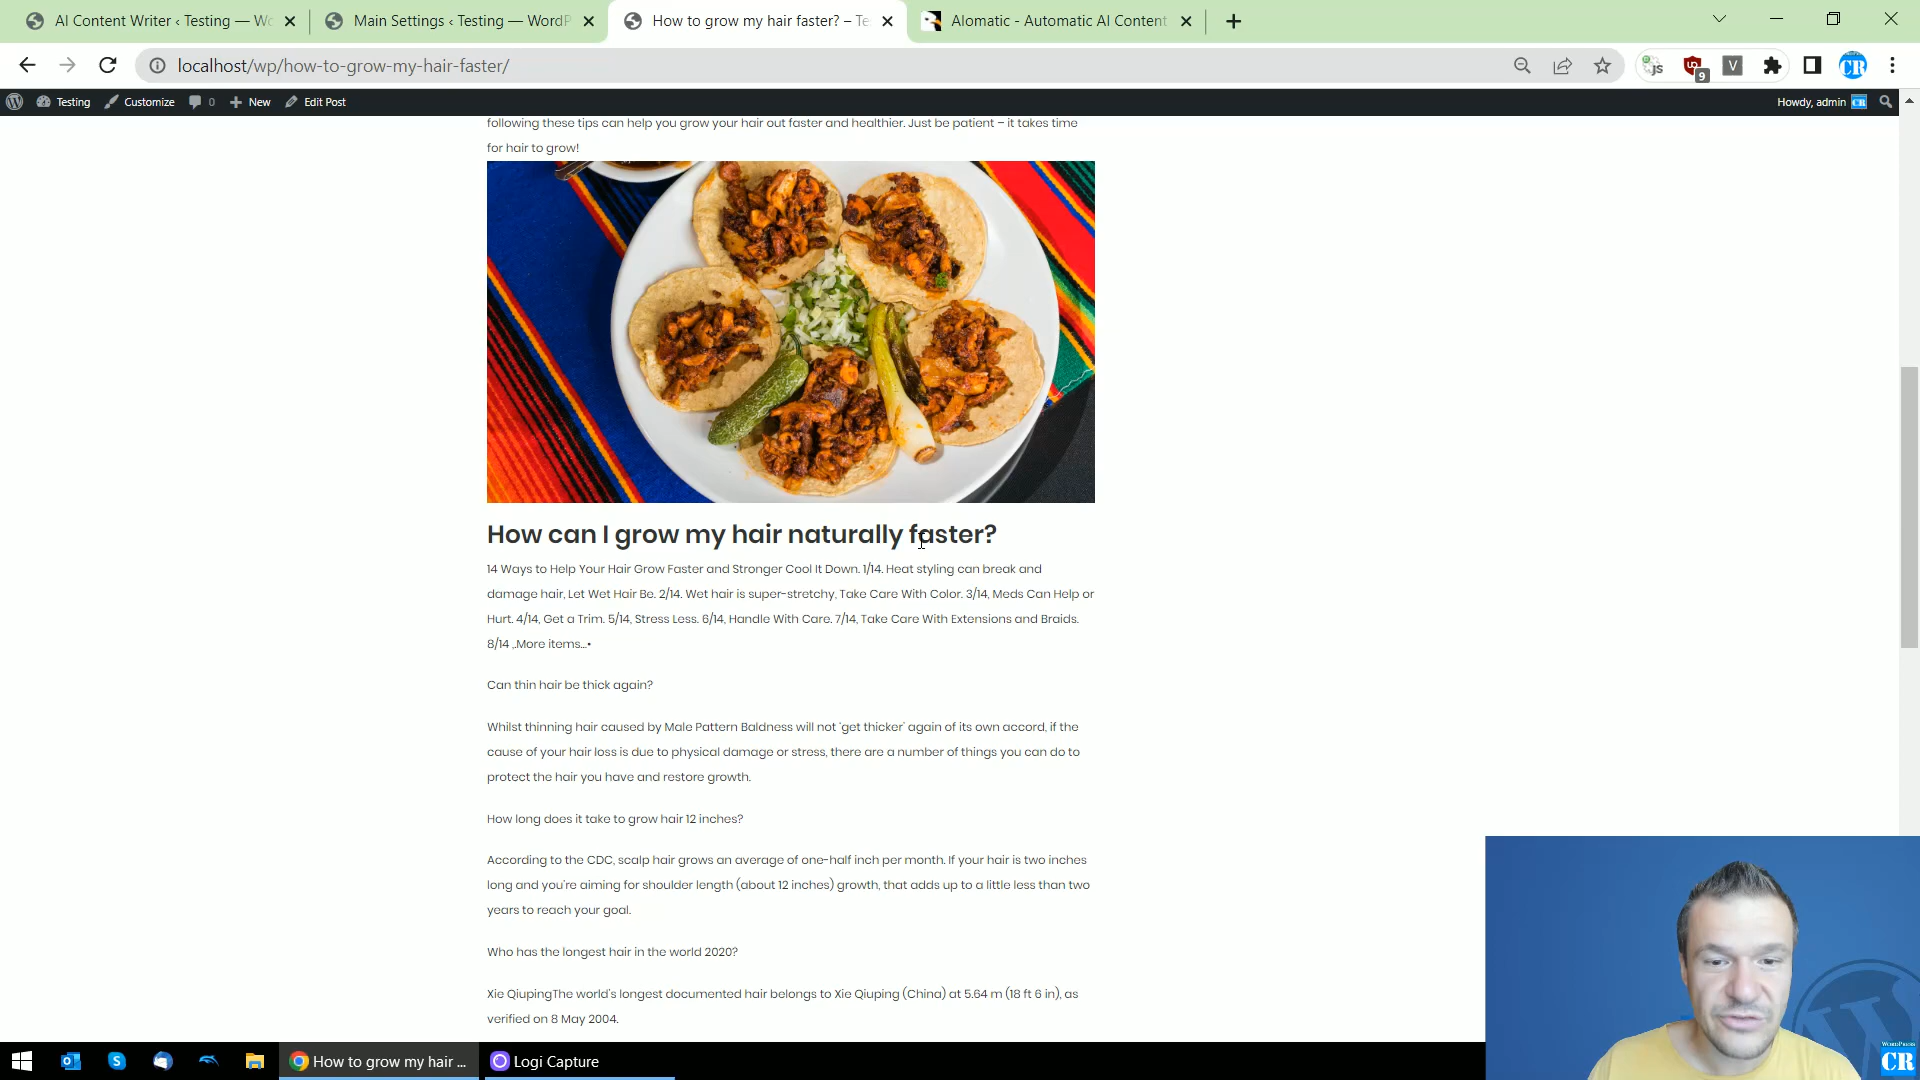 AI Content Writer ‹ Testing — Wo
Main Settings ‹ Testing — WordP
How to grow my hair faster? – Te
AIomatic - Automatic AI Content
localhost/wp/how-to-grow-my-hair-faster/
JS
9
V
CR
Testing
Customize
0
New
Edit Post
Howdy, admin
CR
following these tips can help you grow your hair out faster and healthier. Just be patient – it takes time
for hair to grow!
How can I grow my hair naturally faster?
14 Ways to Help Your Hair Grow Faster and Stronger Cool It Down. 1/14. Heat styling can break and
damage hair, Let Wet Hair Be. 2/14. Wet hair is super-stretchy, Take Care With Color. 3/14, Meds Can Help or
Hurt. 4/14, Get a Trim. 5/14, Stress Less. 6/14, Handle With Care. 7/14, Take Care With Extensions and Braids.
8/14 ,.More items...•
Can thin hair be thick again?
Whilst thinning hair caused by Male Pattern Baldness will not 'get thicker' again of its own accord, if the
cause of your hair loss is due to physical damage or stress, there are a number of things you can do to
protect the hair you have and restore growth.
How long does it take to grow hair 12 inches?
According to the CDC, scalp hair grows an average of one-half inch per month. If your hair is two inches
long and you're aiming for shoulder length (about 12 inches) growth, that adds up to a little less than two
years to reach your goal.
Who has the longest hair in the world 2020?
Xie QiupingThe world's longest documented hair belongs to Xie Qiuping (China) at 5.64 m (18 ft 6 in), as
verified on 8 May 2004.
How to grow my hair ...
Logi Capture
WORDPRESS
CR